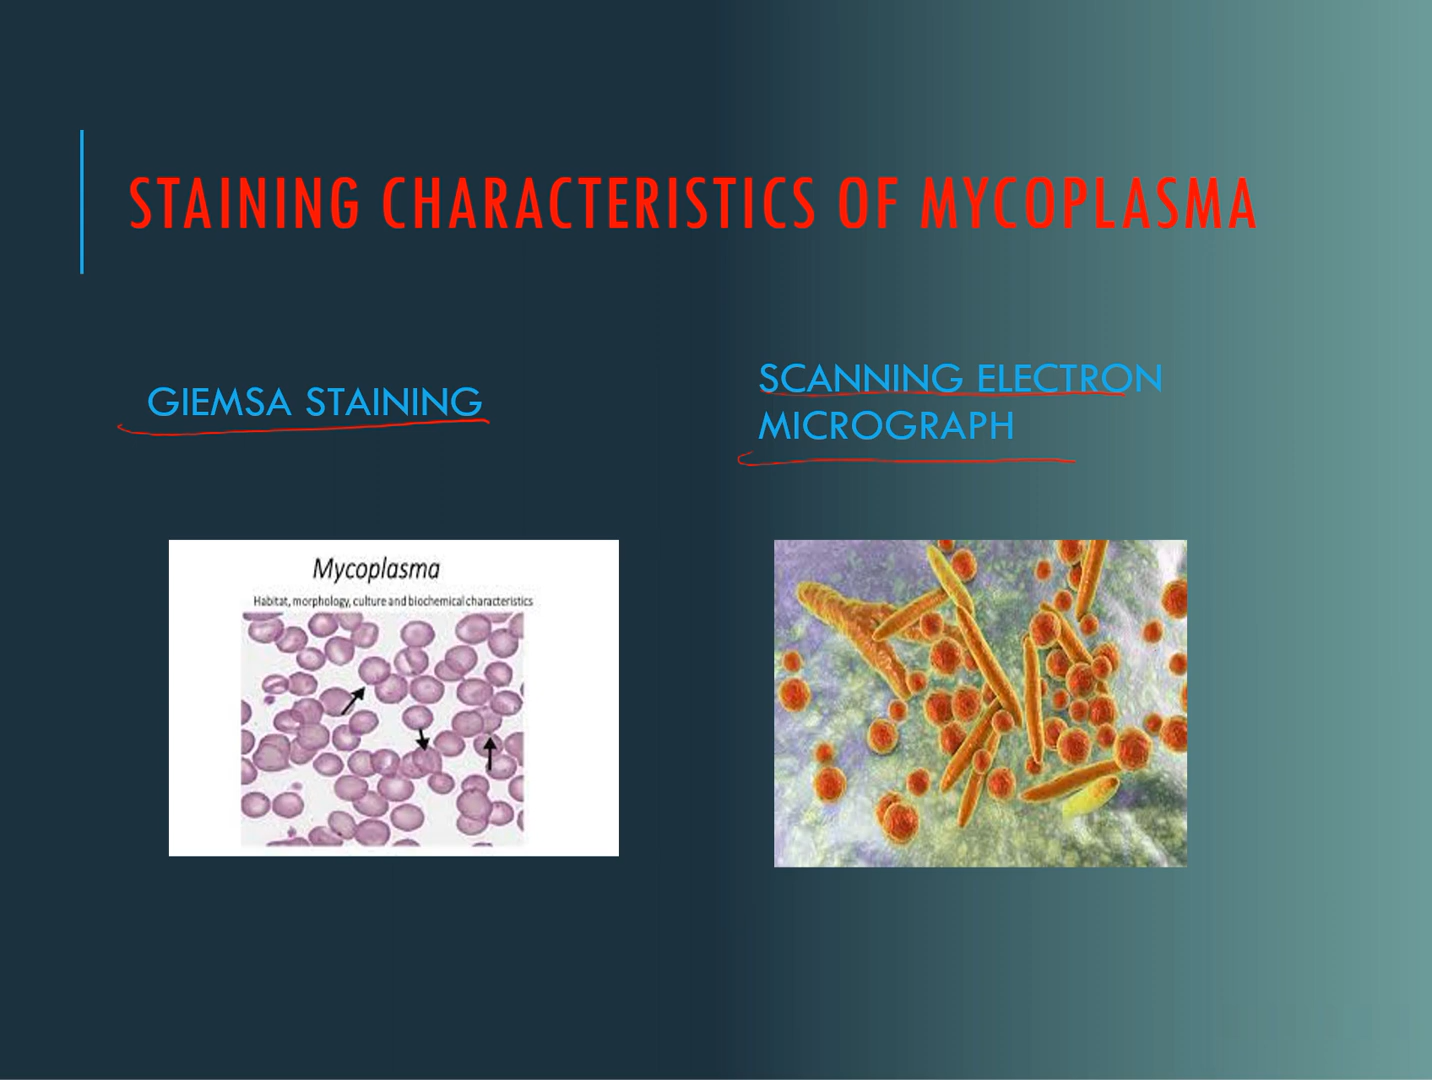 STAINING CHARACTERISTICS OF MYCOPLASMA
GIEMSA STAINING
SCANNING ELECTRON
MICROGRAPH
Mycoplasma
Habitat, morphology, culture and biochemical characteristics